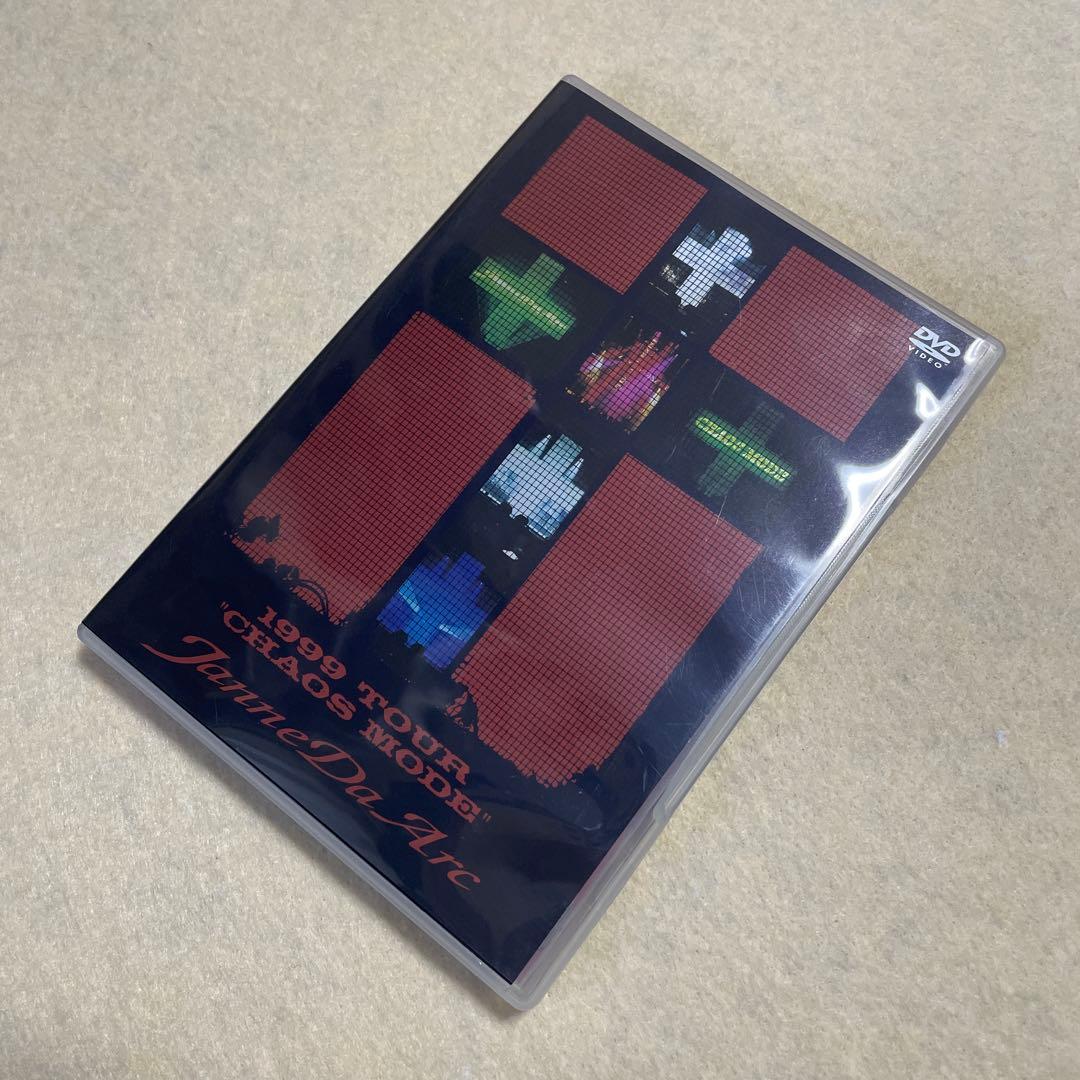 DVD
VIDEO
CHAOS MODE
1999 TOUR
"CHAOS MODE"
Janne Da Arc